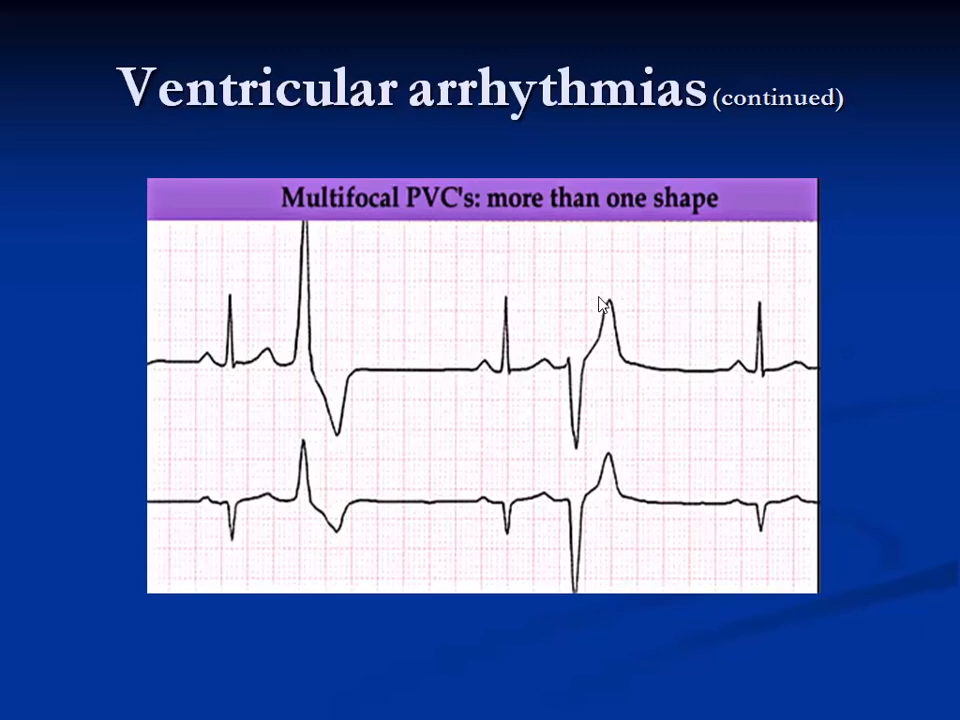 Ventricular arrhythmias (continued)
Multifocal PVC's: more than one shape